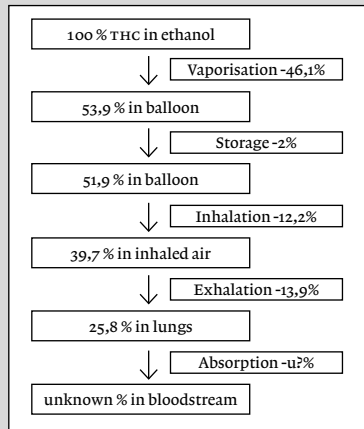 100 % THC in ethanol
Vaporisation -46,1%
53,9 % in balloon
Storage -2%
51,9 % in balloon
Inhalation -12,2%
39,7 % in inhaled air
Exhalation -13,9%
25,8 % in lungs
Absorption -u?%
unknown % in bloodstream